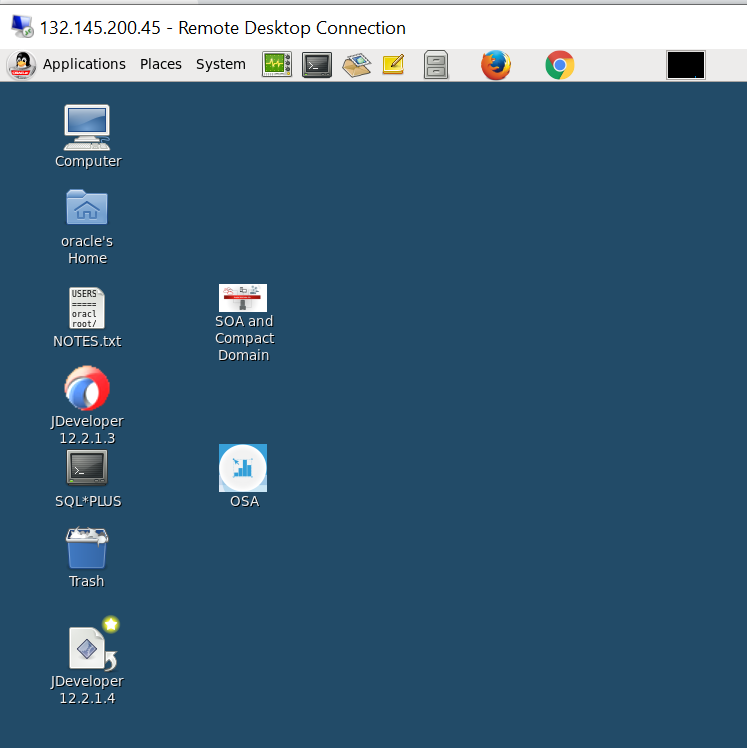 132.145.200.45 - Remote Desktop Connection
Applications Places System
Computer
oracle's
Home
USERS
=====
oracl
root/
NOTES.txt
SOA and
Compact
Domain
JDeveloper
12.2.1.3
SQL*PLUS
OSA
Trash
JDeveloper
12.2.1.4